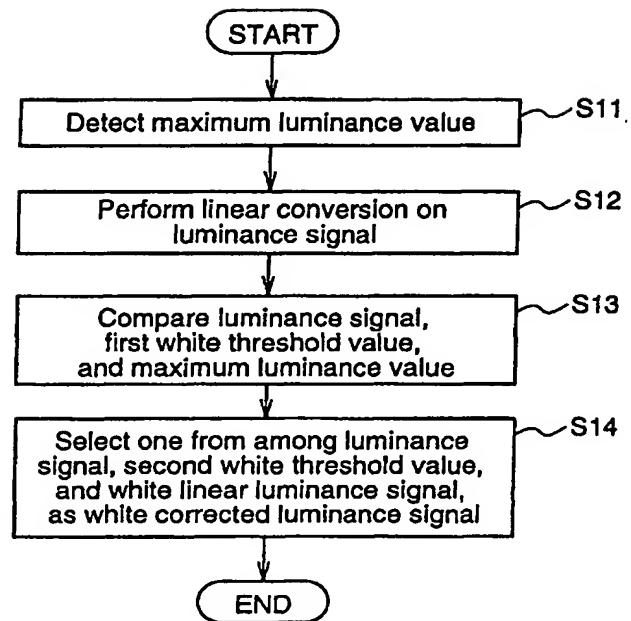 START
Detect maximum luminance value
S11
Perform linear conversion on
luminance signal
S12
Compare luminance signal,
first white threshold value,
and maximum luminance value
S13
Select one from among luminance
signal, second white threshold value,
and white linear luminance signal,
as white corrected luminance signal
S14
END